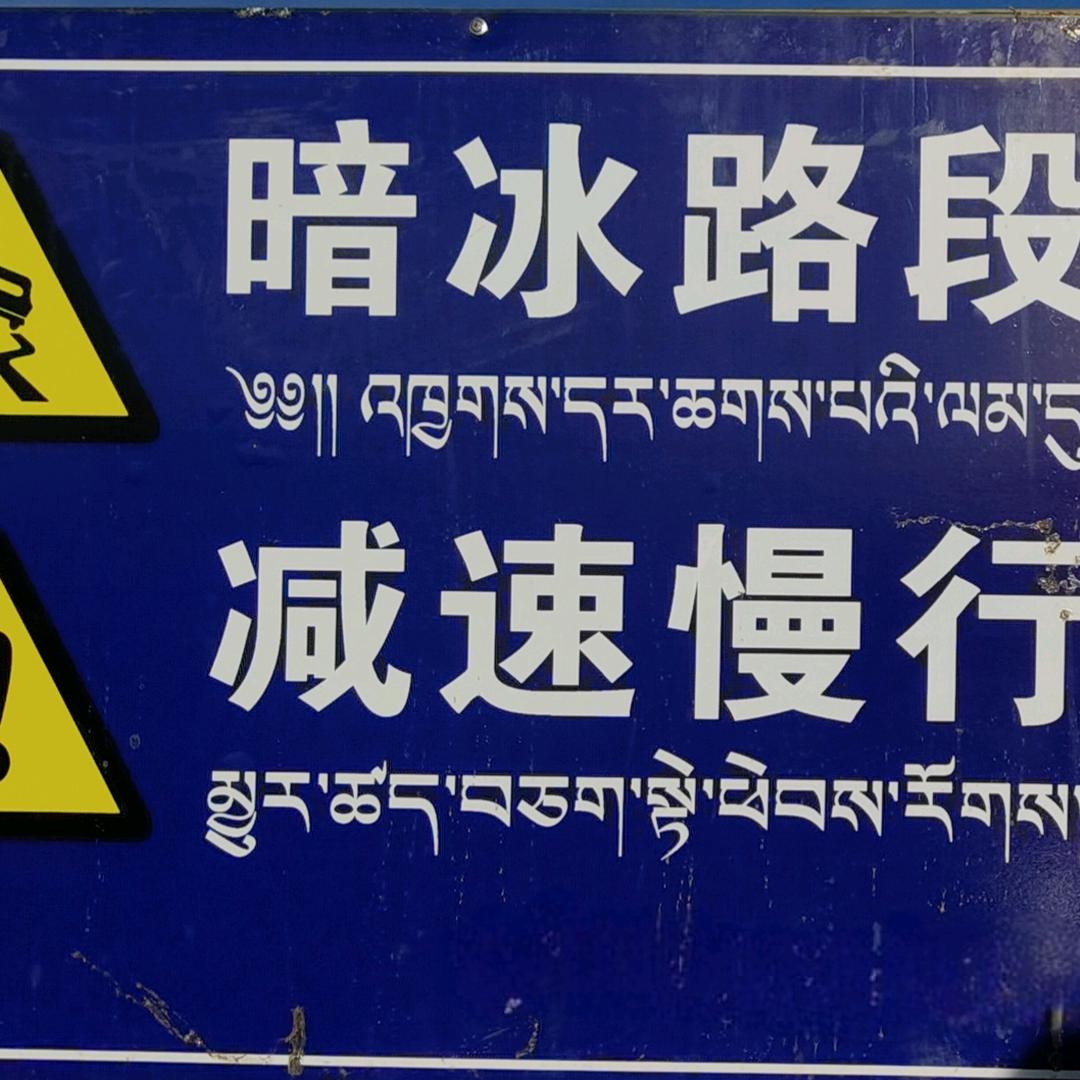 暗冰路段
༄༅།། འཁྲགས་དར་ཆགས་པའི་ལམ་དུ
减速慢行
མྱུར་ཚད་བཅག་སྟེ་ཕེབས་རོགས